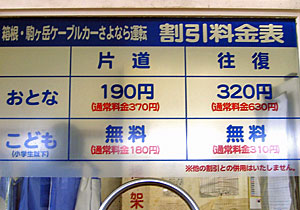 箱根・駒ヶ岳ケーブルカーさよなら運転 割引料金表
片道 往復
おとな 190円 320円
(通常料金370円) (通常料金630円)
こども 無料 無料
(小学生以下) (通常料金180円) (通常料金310円)
※他の割引との併用はいたしません。